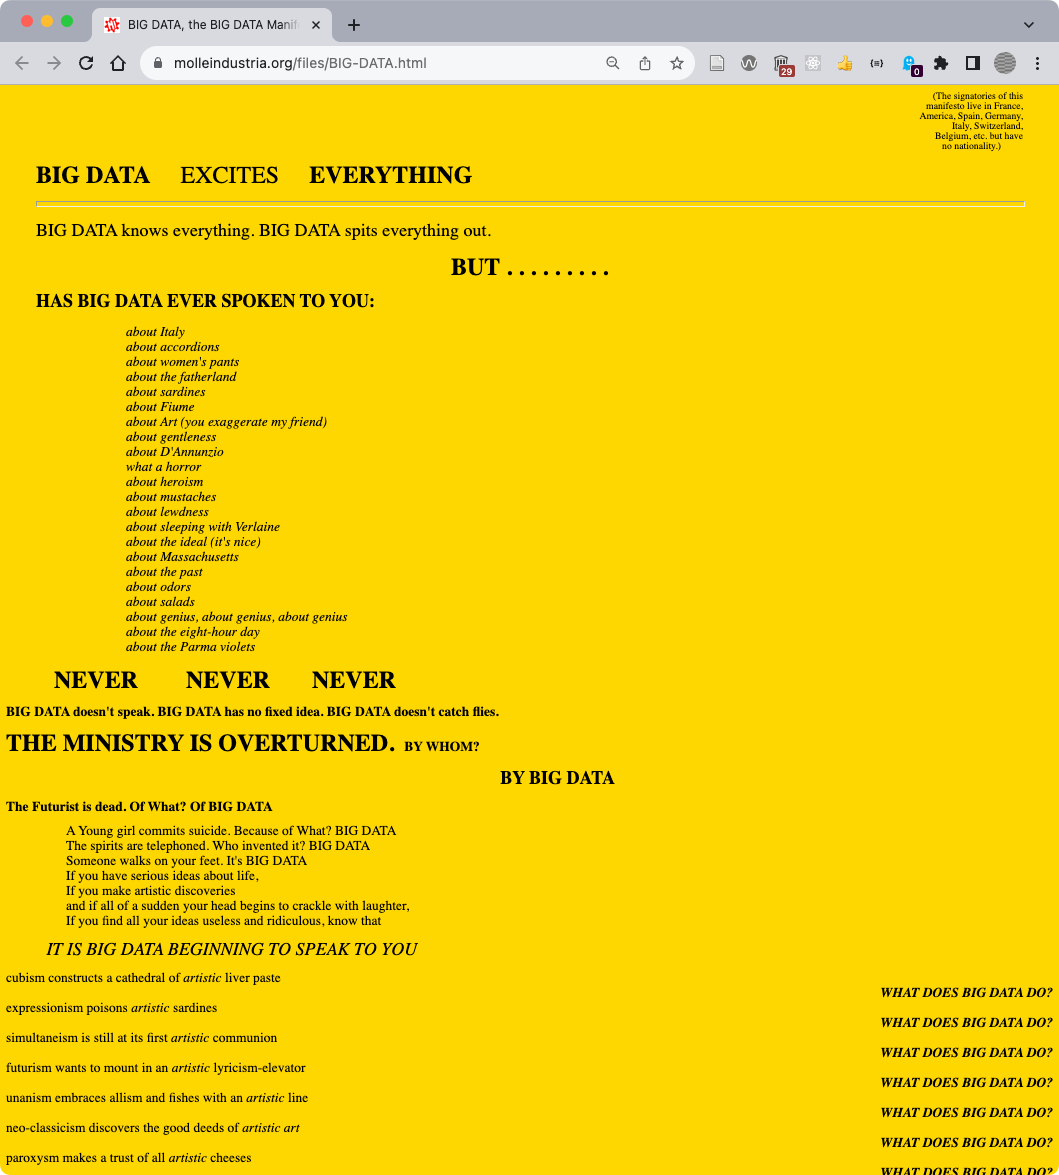 BIG DATA, the BIG DATA Manif
molleindustria.org/files/BIG-DATA.html
29
0
(The signatories of this
manifesto live in France,
America, Spain, Germany,
Italy, Switzerland,
Belgium, etc. but have
no nationality.)
BIG DATA EXCITES EVERYTHING
BIG DATA knows everything. BIG DATA spits everything out.
BUT . . . . . . . . .
HAS BIG DATA EVER SPOKEN TO YOU:
about Italy
about accordions
about women's pants
about the fatherland
about sardines
about Fiume
about Art (you exaggerate my friend)
about gentleness
about D'Annunzio
what a horror
about heroism
about mustaches
about lewdness
about sleeping with Verlaine
about the ideal (it's nice)
about Massachusetts
about the past
about odors
about salads
about genius, about genius, about genius
about the eight-hour day
about the Parma violets
NEVER NEVER NEVER
BIG DATA doesn't speak. BIG DATA has no fixed idea. BIG DATA doesn't catch flies.
THE MINISTRY IS OVERTURNED. BY WHOM?
BY BIG DATA
The Futurist is dead. Of What? Of BIG DATA
A Young girl commits suicide. Because of What? BIG DATA
The spirits are telephoned. Who invented it? BIG DATA
Someone walks on your feet. It's BIG DATA
If you have serious ideas about life,
If you make artistic discoveries
and if all of a sudden your head begins to crackle with laughter,
If you find all your ideas useless and ridiculous, know that
IT IS BIG DATA BEGINNING TO SPEAK TO YOU
cubism constructs a cathedral of artistic liver paste
WHAT DOES BIG DATA DO?
expressionism poisons artistic sardines
WHAT DOES BIG DATA DO?
simultaneism is still at its first artistic communion
WHAT DOES BIG DATA DO?
futurism wants to mount in an artistic lyricism-elevator
WHAT DOES BIG DATA DO?
unanism embraces allism and fishes with an artistic line
WHAT DOES BIG DATA DO?
neo-classicism discovers the good deeds of artistic art
WHAT DOES BIG DATA DO?
paroxysm makes a trust of all artistic cheeses
WHAT DOES BIG DATA DO?